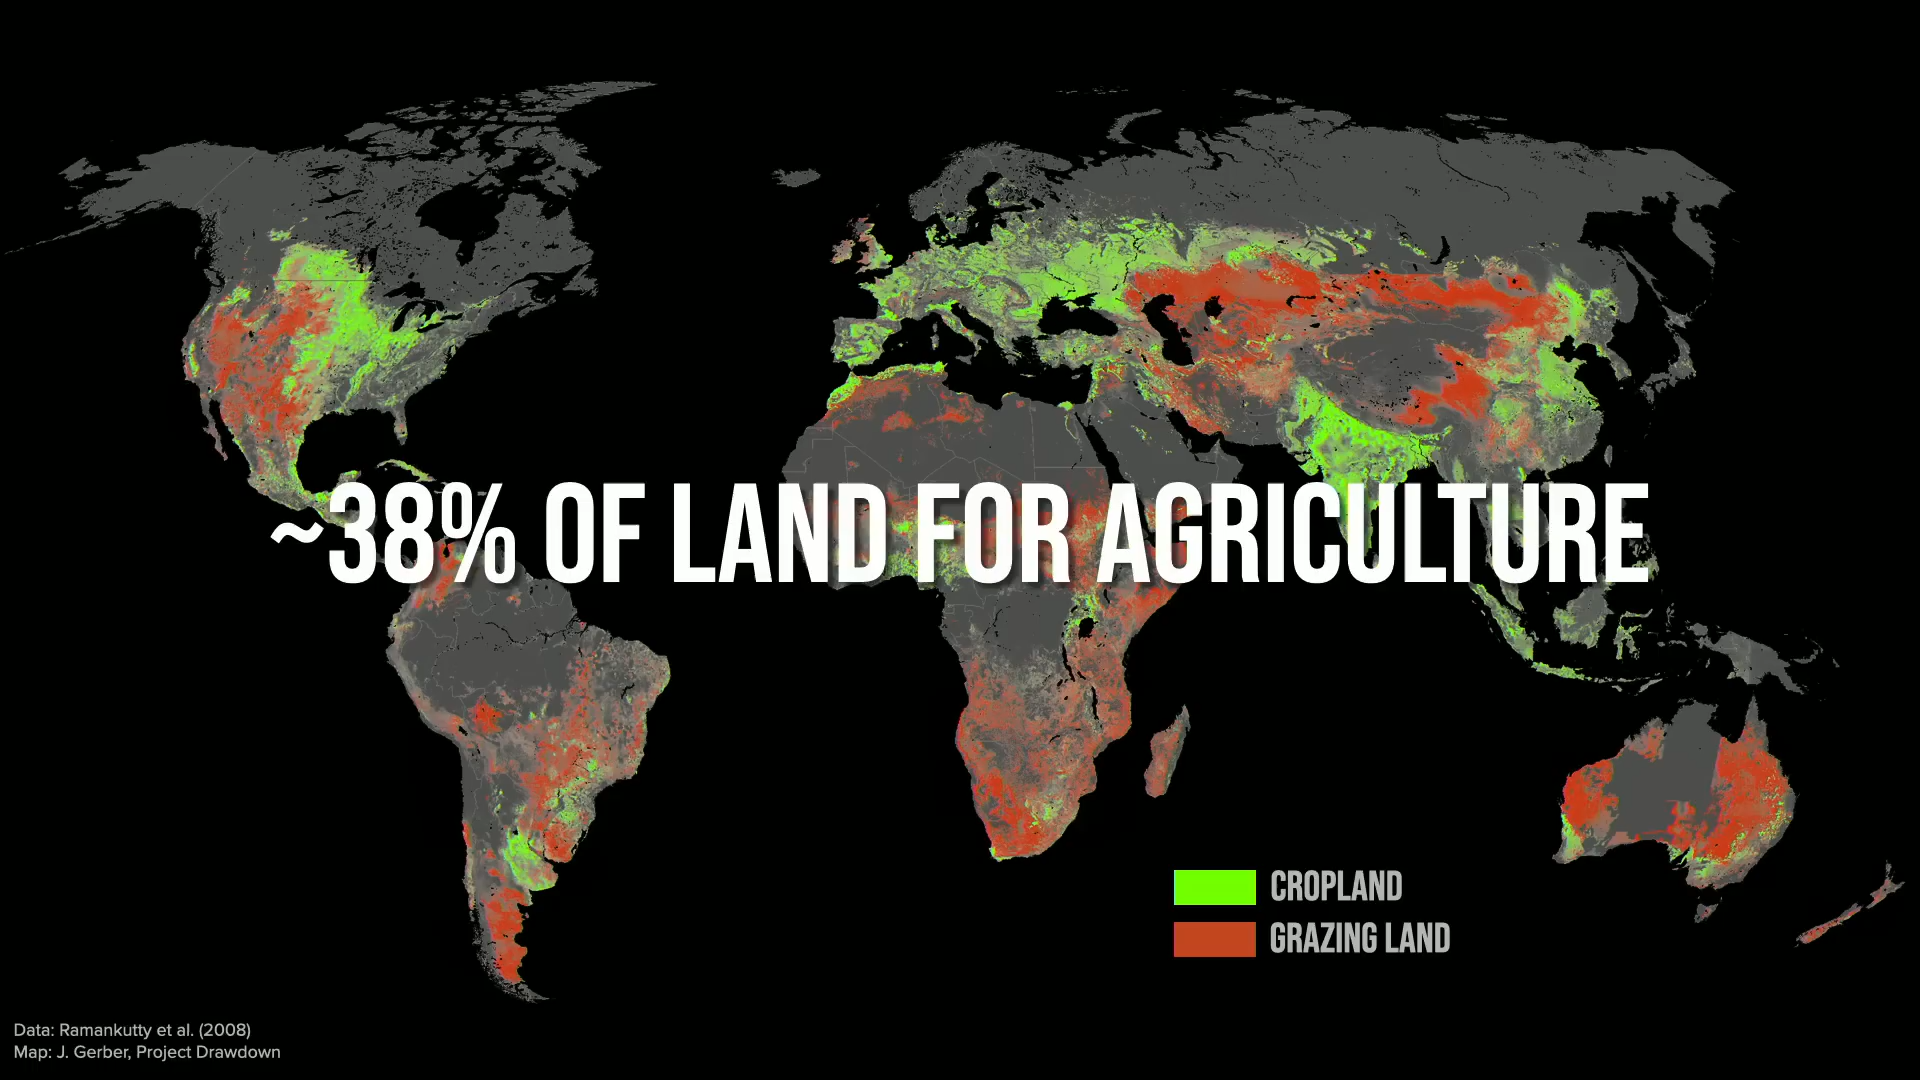 ~38% OF LAND FOR AGRICULTURE
CROPLAND
GRAZING LAND
Data: Ramankutty et al. (2008)
Map: J. Gerber, Project Drawdown